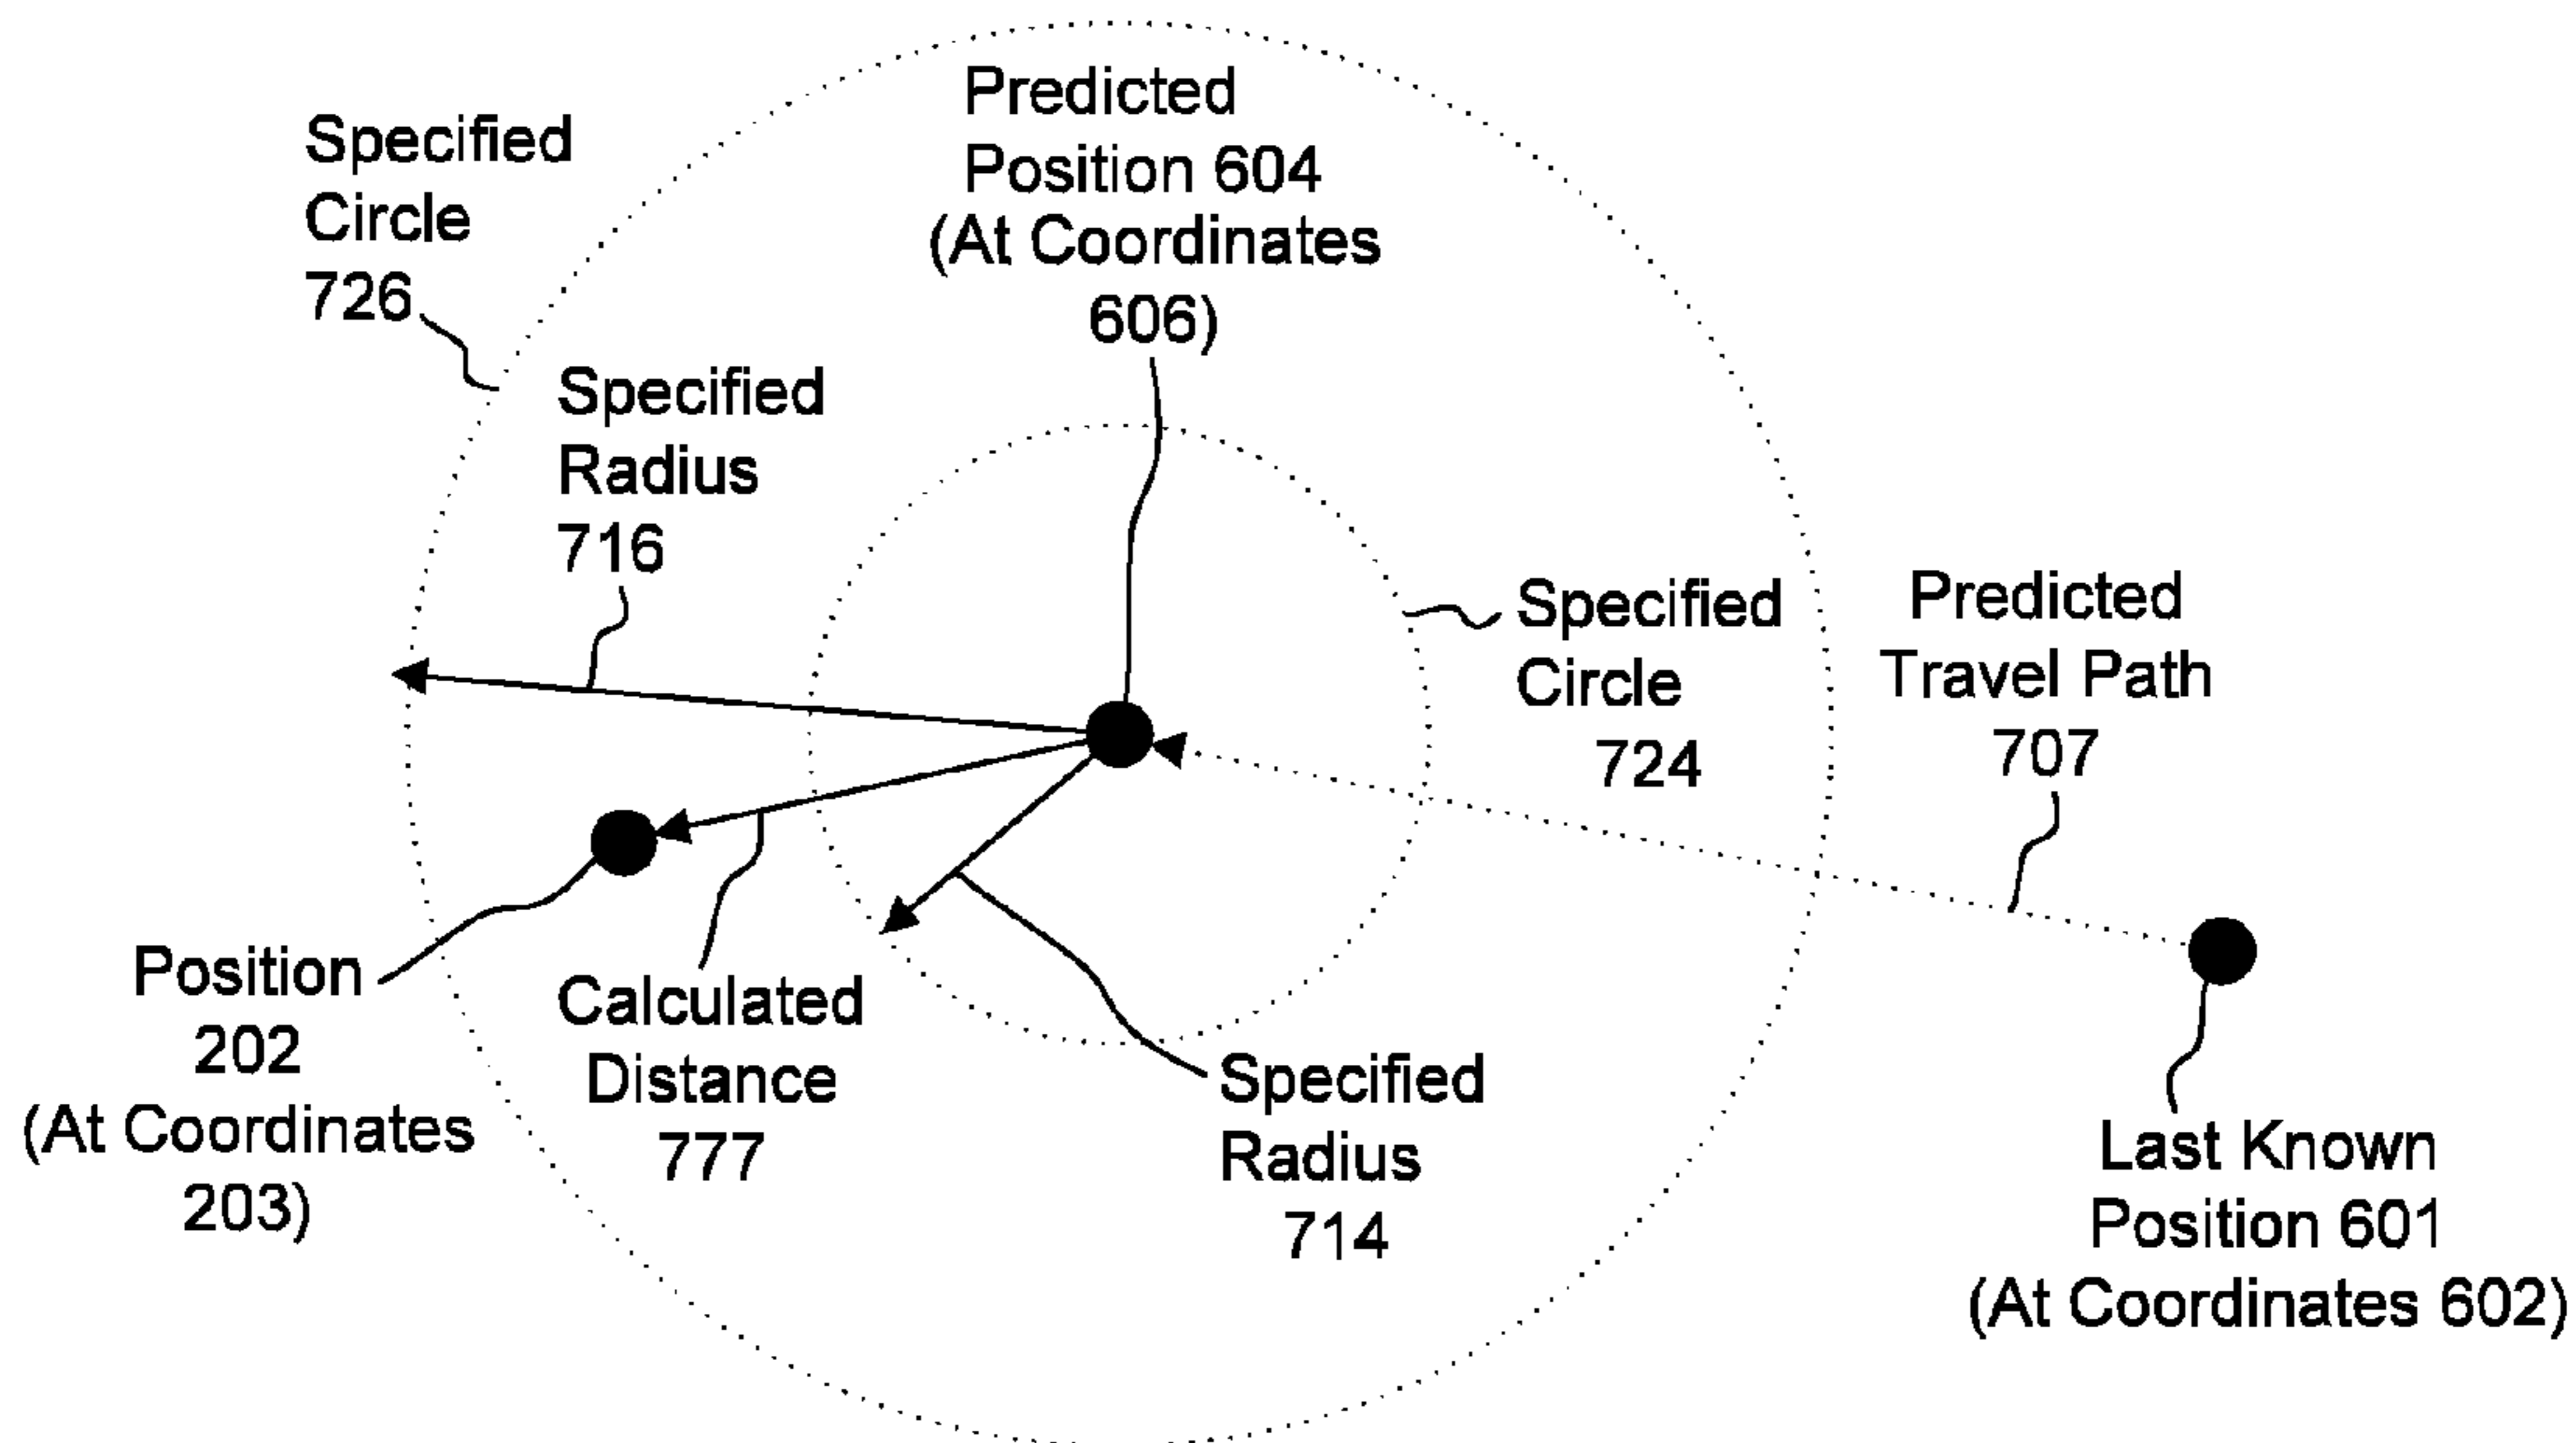 Predicted
Position 604
(At Coordinates
606)
Specified
Circle
726
Specified
Radius
716
Specified
Circle
724
Predicted
Travel Path
707
Position
202
(At Coordinates
203)
Calculated
Distance
777
Specified
Radius
714
Last Known
Position 601
(At Coordinates 602)